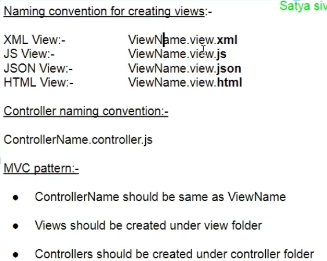 Satya siv
Naming convention for creating views:-
XML View:- ViewName.view.xml
JS View:- ViewName.view.js
JSON View:- ViewName.view.json
HTML View:- ViewName.view.html
Controller naming convention:-
ControllerName.controller.js
MVC pattern:-
● ControllerName should be same as ViewName
● Views should be created under view folder
● Controllers should be created under controller folder